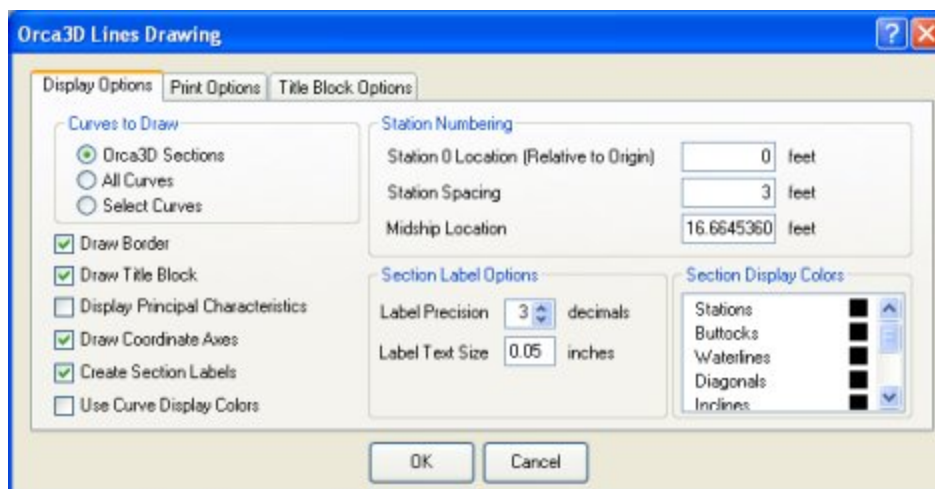 Orca3D Lines Drawing
Display Options
Print Options
Title Block Options
Curves to Draw
Orca3D Sections
All Curves
Select Curves
Draw Border
Draw Title Block
Display Principal Characteristics
Draw Coordinate Axes
Create Section Labels
Use Curve Display Colors
Station Numbering
Station 0 Location (Relative to Origin) 0 feet
Station Spacing 3 feet
Midship Location 16.6645360 feet
Section Label Options
Label Precision 3 decimals
Label Text Size 0.05 inches
Section Display Colors
Stations
Buttocks
Waterlines
Diagonals
Inclines
OK
Cancel